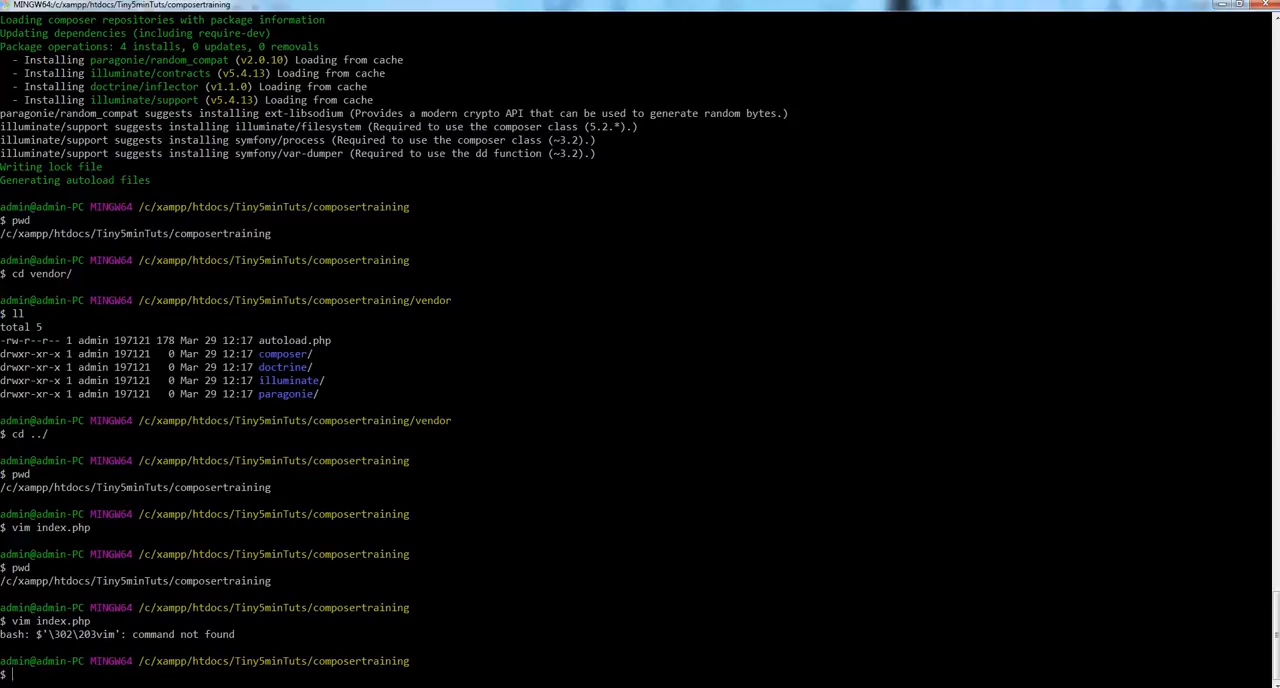 MINGW64:/c/xampp/htdocs/Tiny5minTuts/composertraining
Loading composer repositories with package information
Updating dependencies (including require-dev)
Package operations: 4 installs, 0 updates, 0 removals
  - Installing paragonie/random_compat (v2.0.10) Loading from cache
  - Installing illuminate/contracts (v5.4.13) Loading from cache
  - Installing doctrine/inflector (v1.1.0) Loading from cache
  - Installing illuminate/support (v5.4.13) Loading from cache
paragonie/random_compat suggests installing ext-libsodium (Provides a modern crypto API that can be used to generate random bytes.)
illuminate/support suggests installing illuminate/filesystem (Required to use the composer class (5.2.*).)
illuminate/support suggests installing symfony/process (Required to use the composer class (~3.2).)
illuminate/support suggests installing symfony/var-dumper (Required to use the dd function (~3.2).)
Writing lock file
Generating autoload files
admin@admin-PC MINGW64 /c/xampp/htdocs/Tiny5minTuts/composertraining
$ pwd
/c/xampp/htdocs/Tiny5minTuts/composertraining
admin@admin-PC MINGW64 /c/xampp/htdocs/Tiny5minTuts/composertraining
$ cd vendor/
admin@admin-PC MINGW64 /c/xampp/htdocs/Tiny5minTuts/composertraining/vendor
$ ll
total 5
-rw-r--r-- 1 admin 197121 178 Mar 29 12:17 autoload.php
drwxr-xr-x 1 admin 197121   0 Mar 29 12:17 composer/
drwxr-xr-x 1 admin 197121   0 Mar 29 12:17 doctrine/
drwxr-xr-x 1 admin 197121   0 Mar 29 12:17 illuminate/
drwxr-xr-x 1 admin 197121   0 Mar 29 12:17 paragonie/
admin@admin-PC MINGW64 /c/xampp/htdocs/Tiny5minTuts/composertraining/vendor
$ cd ../
admin@admin-PC MINGW64 /c/xampp/htdocs/Tiny5minTuts/composertraining
$ pwd
/c/xampp/htdocs/Tiny5minTuts/composertraining
admin@admin-PC MINGW64 /c/xampp/htdocs/Tiny5minTuts/composertraining
$ vim index.php
admin@admin-PC MINGW64 /c/xampp/htdocs/Tiny5minTuts/composertraining
$ pwd
/c/xampp/htdocs/Tiny5minTuts/composertraining
admin@admin-PC MINGW64 /c/xampp/htdocs/Tiny5minTuts/composertraining
$ vim index.php
bash: $'\302\203vim': command not found
admin@admin-PC MINGW64 /c/xampp/htdocs/Tiny5minTuts/composertraining
$